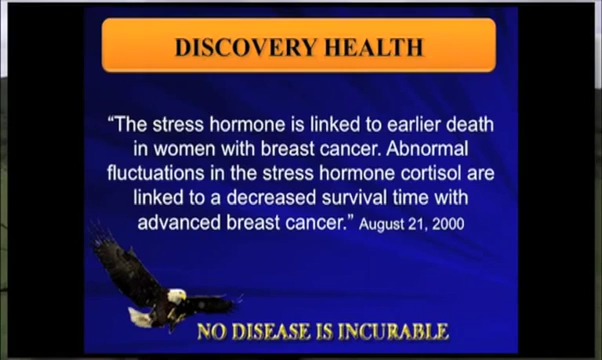 DISCOVERY HEALTH
“The stress hormone is linked to earlier death
in women with breast cancer. Abnormal
fluctuations in the stress hormone cortisol are
linked to a decreased survival time with
advanced breast cancer.” August 21, 2000
NO DISEASE IS INCURABLE